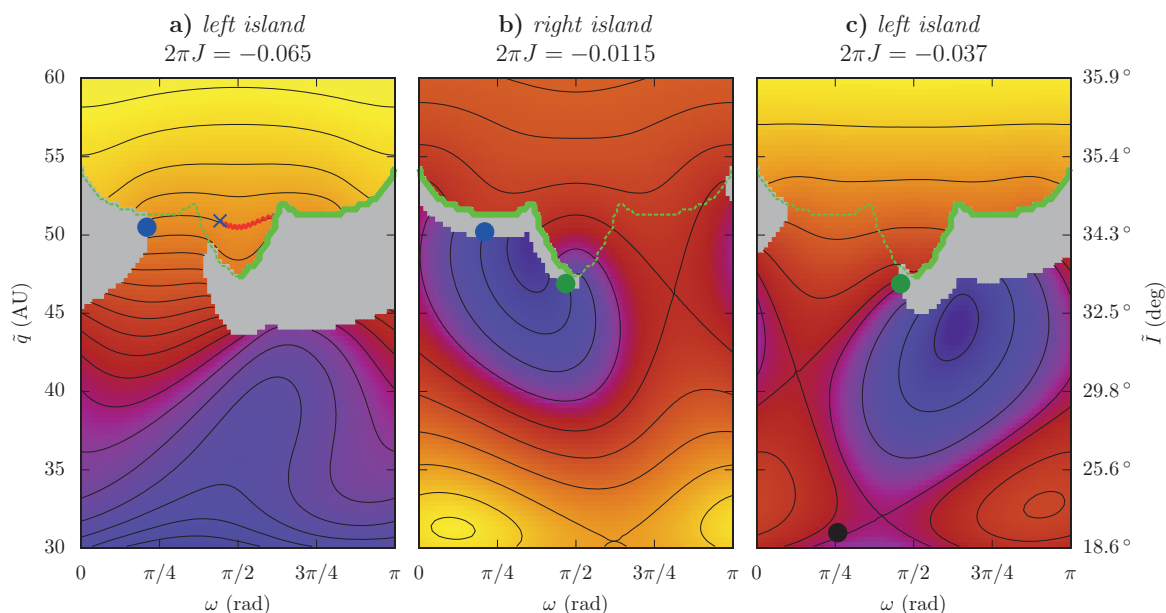 a) left island
2πJ = −0.065
b) right island
2πJ = −0.0115
c) left island
2πJ = −0.037
60
55
50
45
40
35
30
q̃ (AU)
0
π/4
π/2
3π/4
π
ω (rad)
0
π/4
π/2
3π/4
π
ω (rad)
0
π/4
π/2
3π/4
π
ω (rad)
35.9°
35.4°
34.3°
32.5°
29.8°
25.6°
18.6°
Ĩ (deg)